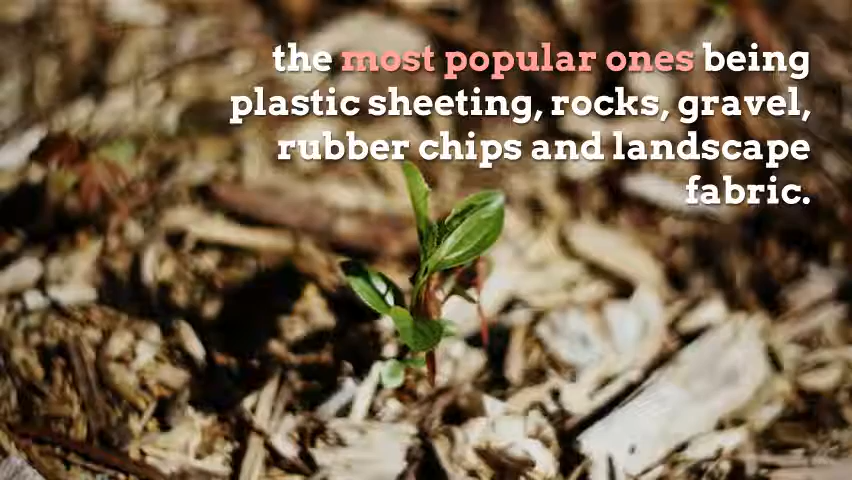 the most popular ones being
plastic sheeting, rocks, gravel,
rubber chips and landscape
fabric.